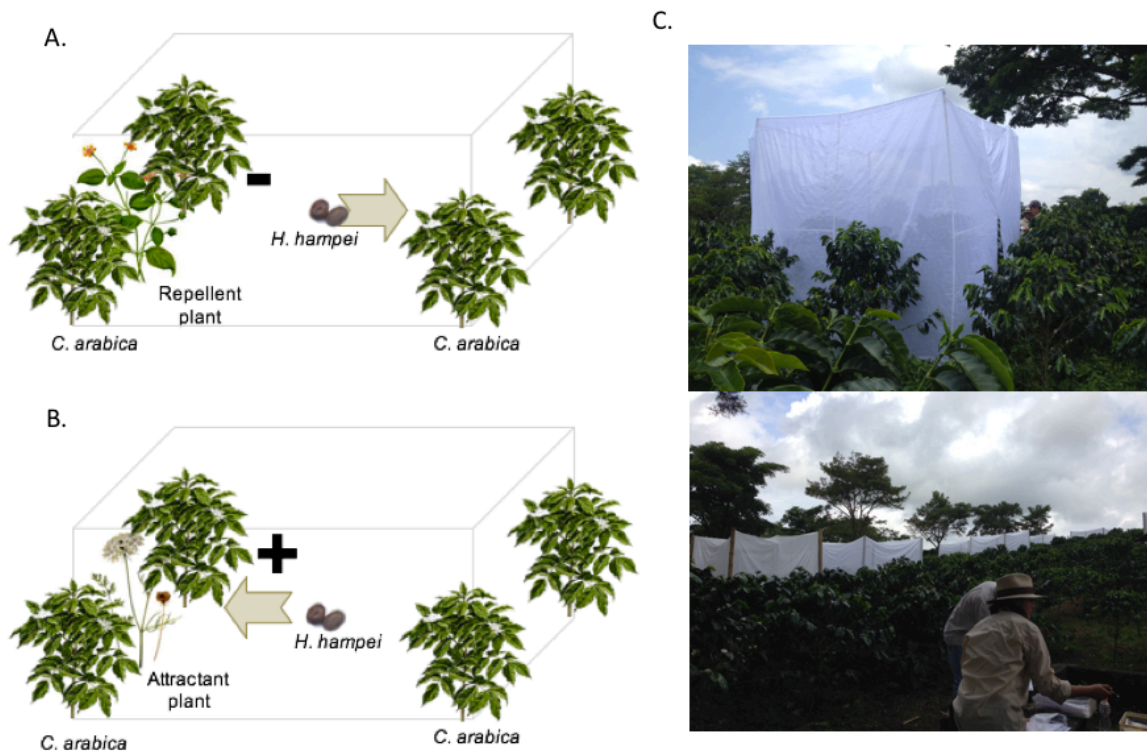 A.
C.
-
H. hampei
Repellent
plant
C. arabica
C. arabica
B.
+
H. hampei
Attractant
plant
C. arabica
C. arabica